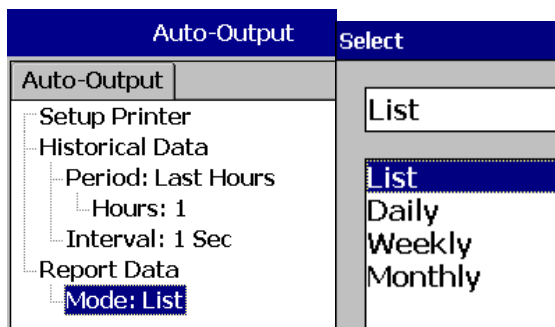 Auto-Output
Auto-Output
Setup Printer
Historical Data
Period: Last Hours
Hours: 1
Interval: 1 Sec
Report Data
Mode: List
Select
List
List
Daily
Weekly
Monthly